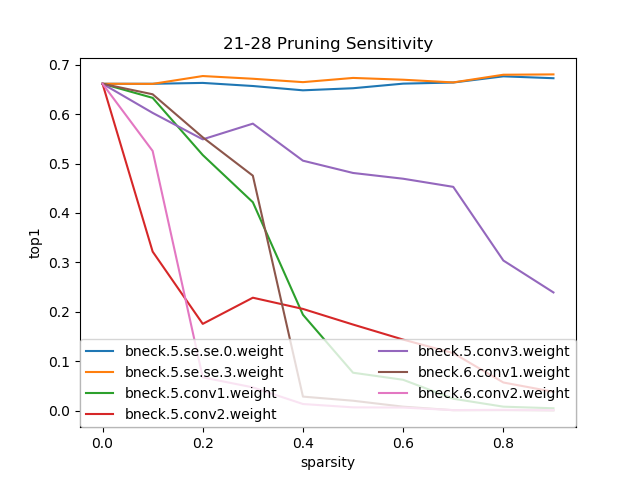 21-28 Pruning Sensitivity
0.7
0.6
0.5
0.4
0.3
0.2
0.1
0.0
top1
bneck.5.se.se.0.weight
bneck.5.se.se.3.weight
bneck.5.conv1.weight
bneck.5.conv2.weight
bneck.5.conv3.weight
bneck.6.conv1.weight
bneck.6.conv2.weight
0.0 0.2 0.4 0.6 0.8
sparsity